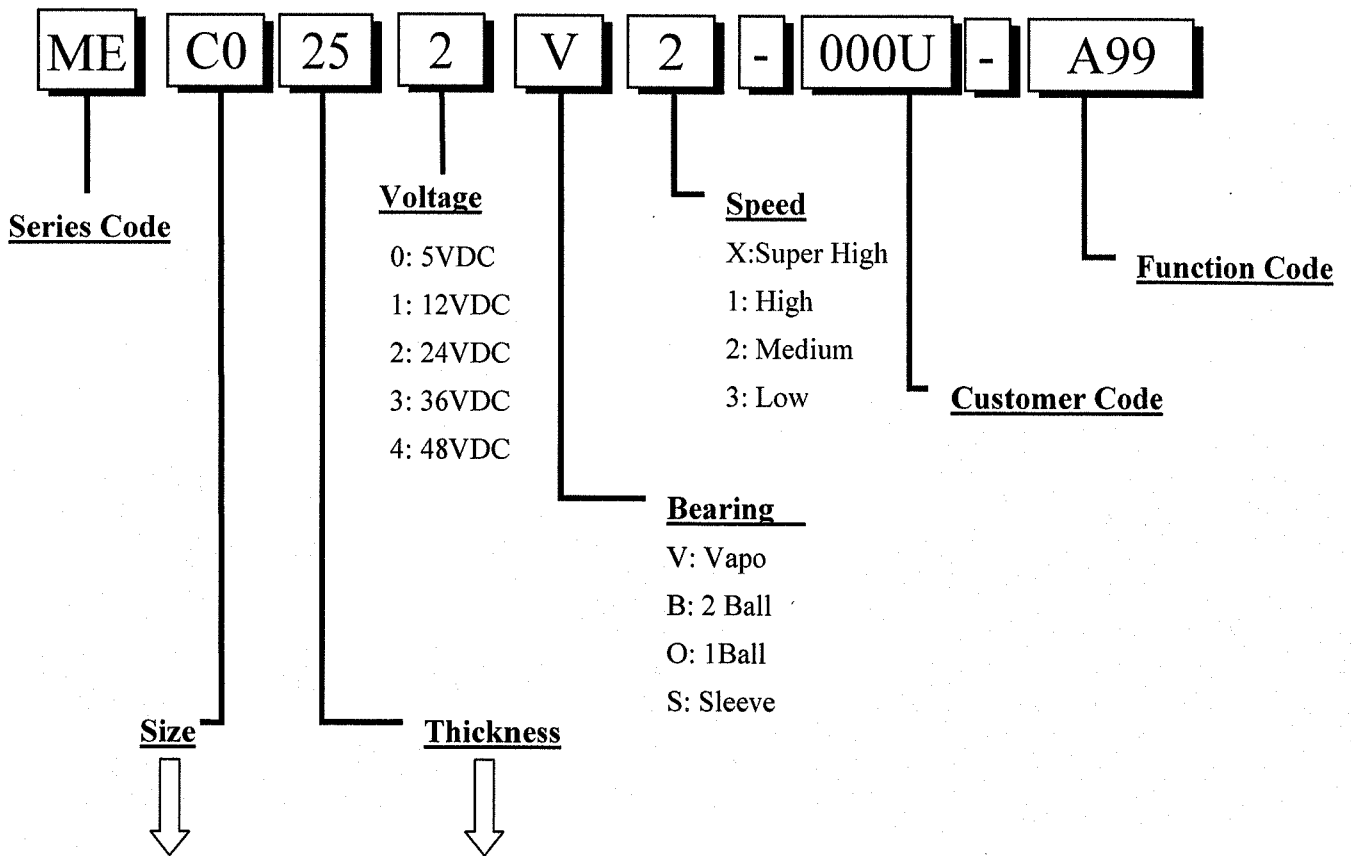 ME C0 25 2 V 2 - 000U - A99
Series Code
Voltage
0: 5VDC
1: 12VDC
2: 24VDC
3: 36VDC
4: 48VDC
Speed
X:Super High
1: High
2: Medium
3: Low
Function Code
Customer Code
Bearing
V: Vapo
B: 2 Ball
O: 1Ball
S: Sleeve
Size
Thickness